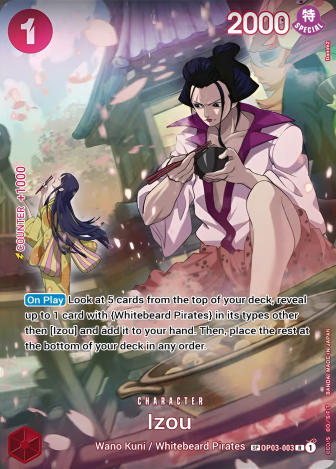 1
2000
特
SPECIAL
COUNTER +1000
On Play Look at 5 cards from the top of your deck, reveal
up to 1 card with {Whitebeard Pirates} in its types other
then [Izou] and add it to your hand. Then, place the rest at
the bottom of your deck in any order.
CHARACTER
Izou
Wano Kuni / Whitebeard Pirates
SP OP03-003 R 1